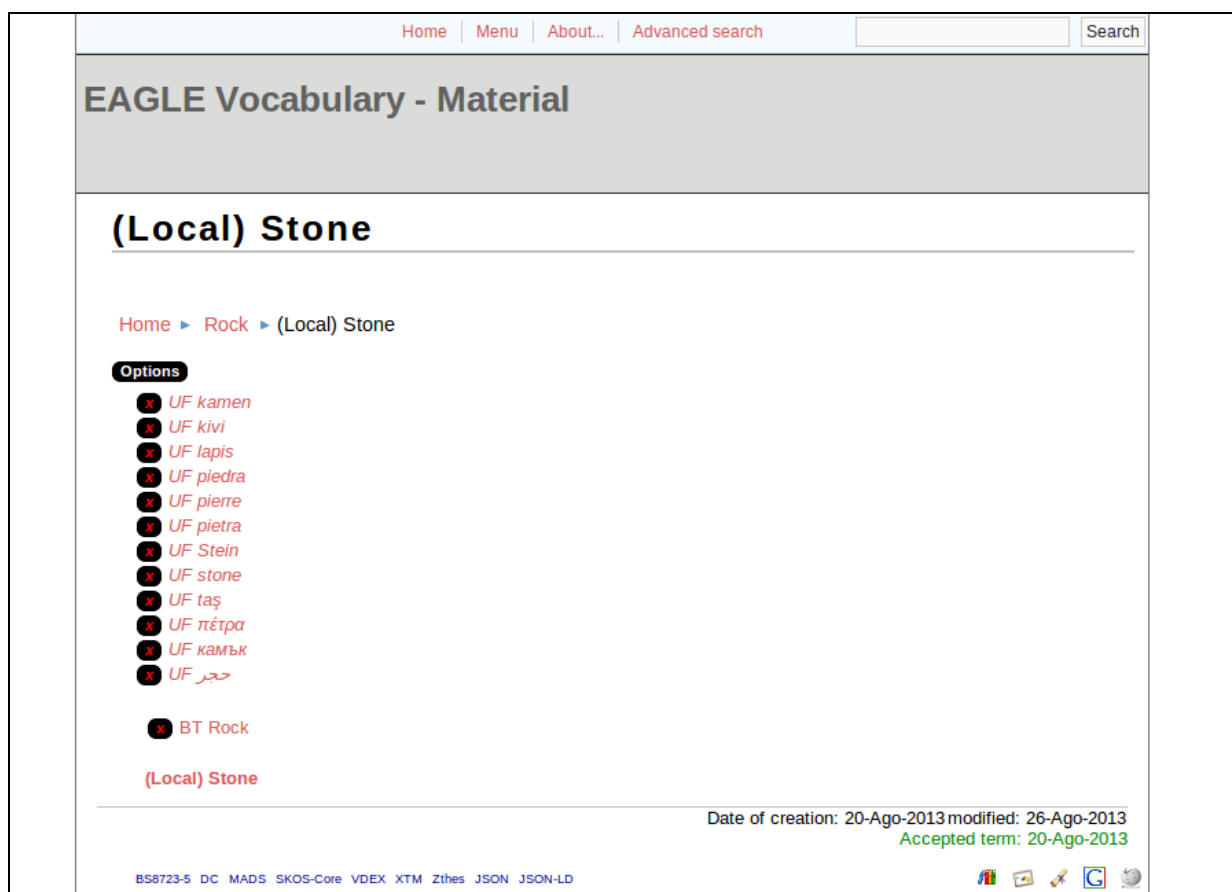 Home Menu About... Advanced search Search
EAGLE Vocabulary - Material
(Local) Stone
Home ► Rock ► (Local) Stone
Options
x UF kamen
x UF kivi
x UF lapis
x UF piedra
x UF pierre
x UF pietra
x UF Stein
x UF stone
x UF taş
x UF πέτρα
x UF камък
x UF حجر
x BT Rock
(Local) Stone
Date of creation: 20-Ago-2013 modified: 26-Ago-2013
Accepted term: 20-Ago-2013
BS8723-5 DC MADS SKOS-Core VDEX XTM Zthes JSON JSON-LD G